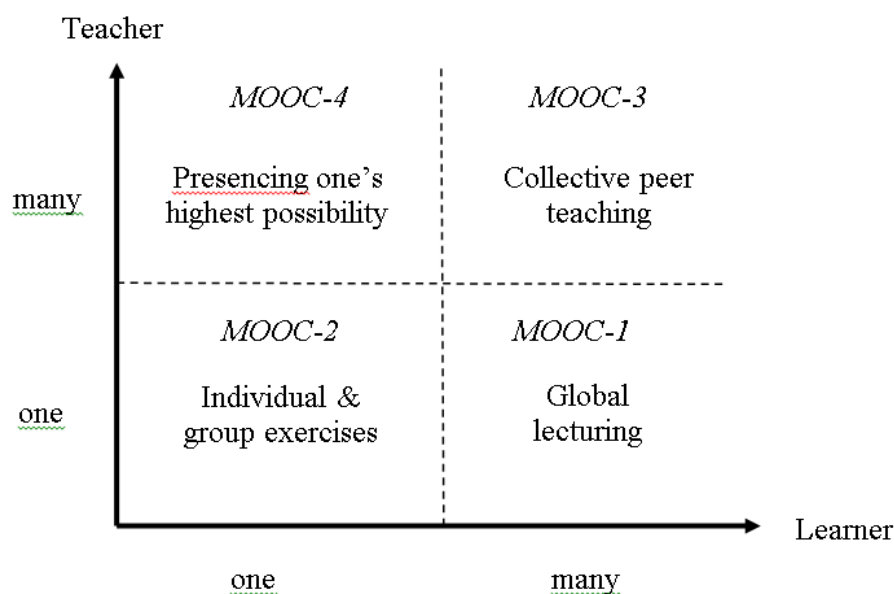 Teacher
MOOC-4
MOOC-3
Presencing one’s
highest possibility
Collective peer
teaching
many
MOOC-2
MOOC-1
Individual &
group exercises
Global
lecturing
one
Learner
one
many